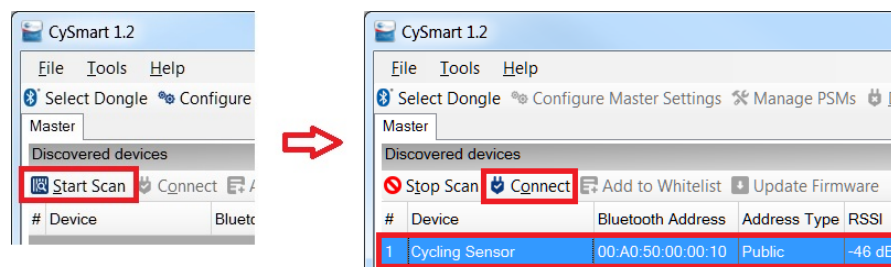 CySmart 1.2
File Tools Help
Select Dongle Configure
Master
Discovered devices
Start Scan Connect
# Device
CySmart 1.2
File Tools Help
Select Dongle Configure Master Settings Manage PSMs
Master
Discovered devices
Stop Scan Connect Add to Whitelist Update Firmware
# Device Bluetooth Address Address Type RSSI
1 Cycling Sensor 00:A0:50:00:00:10 Public -46